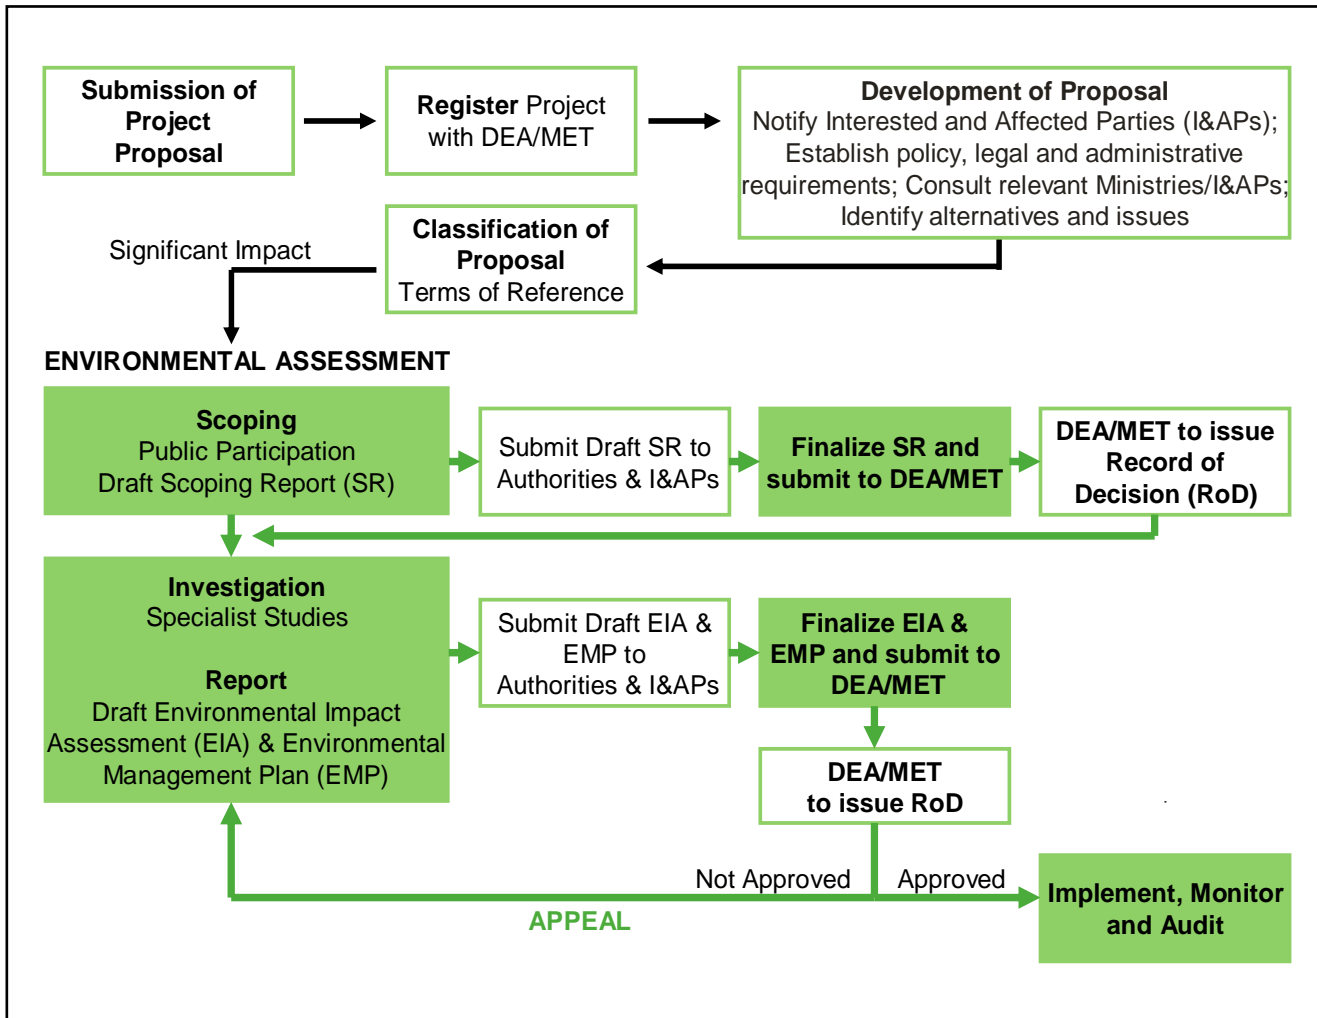 Submission of
Project
Proposal
Register Project
with DEA/MET
Development of Proposal
Notify Interested and Affected Parties (I&APs);
Establish policy, legal and administrative
requirements; Consult relevant Ministries/I&APs;
Identify alternatives and issues
Significant Impact
Classification of
Proposal
Terms of Reference
ENVIRONMENTAL ASSESSMENT
Scoping
Public Participation
Draft Scoping Report (SR)
Submit Draft SR to
Authorities & I&APs
Finalize SR and
submit to DEA/MET
DEA/MET to issue
Record of
Decision (RoD)
Investigation
Specialist Studies
Report
Draft Environmental Impact
Assessment (EIA) & Environmental
Management Plan (EMP)
Submit Draft EIA &
EMP to
Authorities & I&APs
Finalize EIA &
EMP and submit to
DEA/MET
DEA/MET
to issue RoD
Not Approved
Approved
APPEAL
Implement, Monitor
and Audit